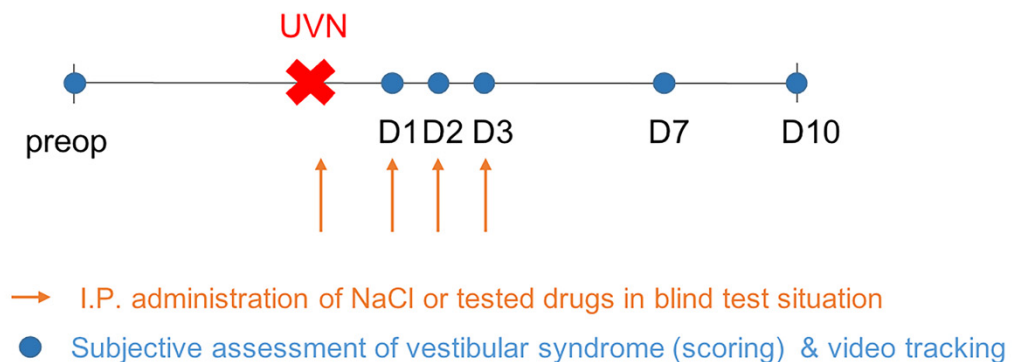 UVN
preop
D1 D2 D3 D7 D10
I.P. administration of NaCl or tested drugs in blind test situation
Subjective assessment of vestibular syndrome (scoring) & video tracking